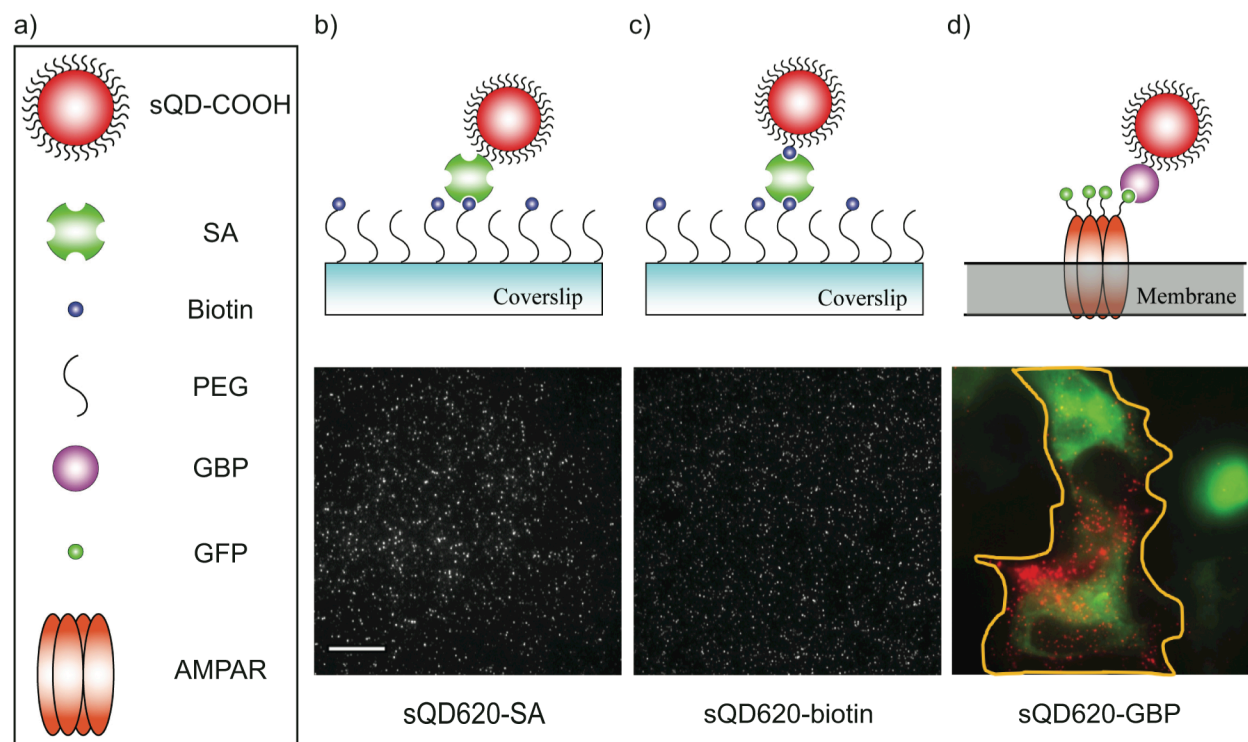 a)
sQD-COOH
SA
Biotin
PEG
GBP
GFP
AMPAR
b)
Coverslip
sQD620-SA
c)
Coverslip
sQD620-biotin
d)
Membrane
sQD620-GBP